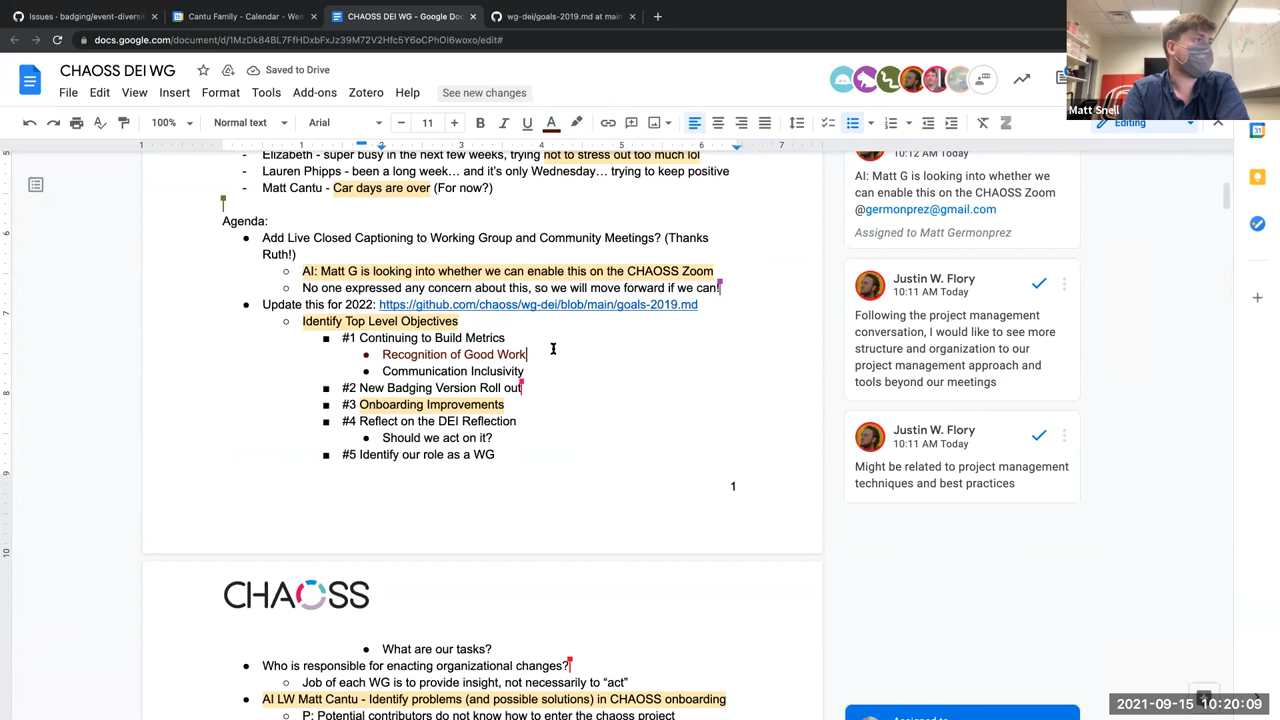 Issues · badging/event-diversi
Cantu Family - Calendar - Wee
CHAOSS DEI WG - Google Doc
wg-dei/goals-2019.md at main
docs.google.com/document/d/1MzDk84BL7FfHDxbFxJz39M72V2Hfc5Y6oCPhOl6woxo/edit#
CHAOSS DEI WG
Saved to Drive
File Edit View Insert Format Tools Add-ons Zotero Help See new changes
100% Normal text Arial 11 Editing
Matt Snell
- Elizabeth - super busy in the next few weeks, trying not to stress out too much lol
- Lauren Phipps - been a long week… and it's only Wednesday… trying to keep positive
- Matt Cantu - Car days are over (For now?)
Agenda:
● Add Live Closed Captioning to Working Group and Community Meetings? (Thanks
Ruth!)
○ AI: Matt G is looking into whether we can enable this on the CHAOSS Zoom
○ No one expressed any concern about this, so we will move forward if we can!
● Update this for 2022: https://github.com/chaoss/wg-dei/blob/main/goals-2019.md
○ Identify Top Level Objectives
■ #1 Continuing to Build Metrics
● Recognition of Good Work
● Communication Inclusivity
■ #2 New Badging Version Roll out
■ #3 Onboarding Improvements
■ #4 Reflect on the DEI Reflection
● Should we act on it?
■ #5 Identify our role as a WG
1
CHAOSS
● What are our tasks?
● Who is responsible for enacting organizational changes?
○ Job of each WG is to provide insight, not necessarily to “act”
● AI LW Matt Cantu - Identify problems (and possible solutions) in CHAOSS onboarding
○ P: Potential contributors do not know how to enter the chaoss project
10:12 AM Today
AI: Matt G is looking into whether we
can enable this on the CHAOSS Zoom
@germonprez@gmail.com
Assigned to Matt Germonprez
Justin W. Flory
10:11 AM Today
Following the project management
conversation, I would like to see more
structure and organization to our
project management approach and
tools beyond our meetings
Justin W. Flory
10:11 AM Today
Might be related to project management
techniques and best practices
Assigned to
2021-09-15 10:20:09